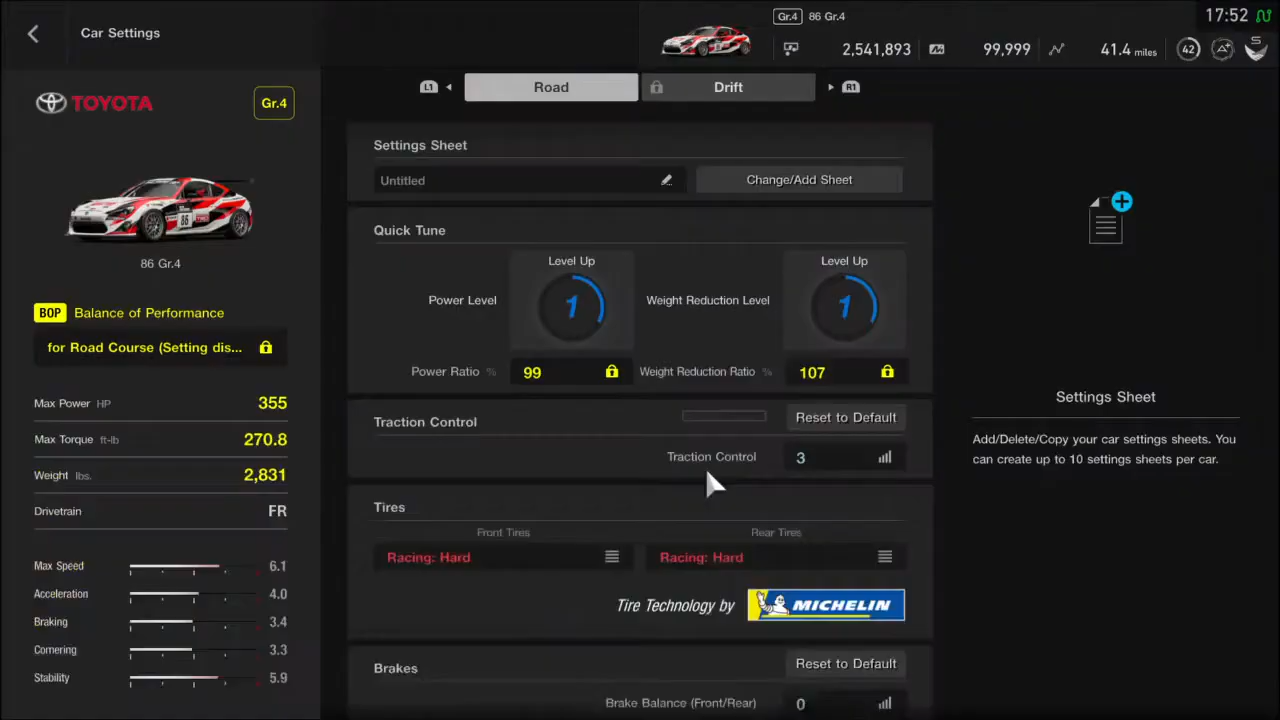 Car Settings
Gr.4 86 Gr.4
17:52
2,541,893
99,999
41.4 miles
42
A+
S
TOYOTA
Gr.4
86
86 Gr.4
BOP Balance of Performance
for Road Course (Setting dis...
Max Power HP 355
Max Torque ft-lb 270.8
Weight lbs. 2,831
Drivetrain FR
Max Speed 6.1
Acceleration 4.0
Braking 3.4
Cornering 3.3
Stability 5.9
L1 Road Drift R1
Settings Sheet
Untitled Change/Add Sheet
Quick Tune
Level Up Level Up
Power Level 1 Weight Reduction Level 1
Power Ratio % 99 Weight Reduction Ratio % 107
Traction Control Reset to Default
Traction Control 3
Tires
Front Tires Rear Tires
Racing: Hard Racing: Hard
Tire Technology by MICHELIN
Brakes Reset to Default
Brake Balance (Front/Rear) 0
Settings Sheet
Add/Delete/Copy your car settings sheets. You
can create up to 10 settings sheets per car.